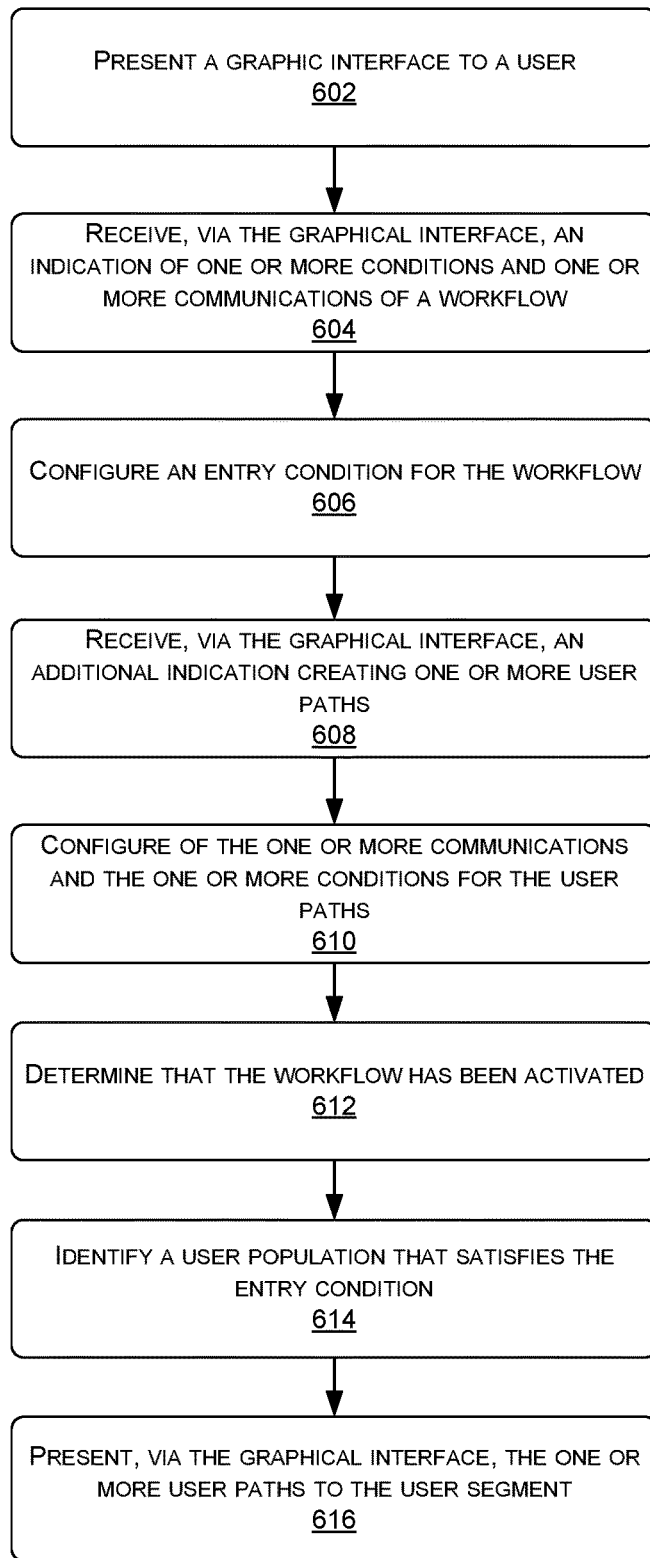 PRESENT A GRAPHIC INTERFACE TO A USER
602
RECEIVE, VIA THE GRAPHICAL INTERFACE, AN
INDICATION OF ONE OR MORE CONDITIONS AND ONE OR
MORE COMMUNICATIONS OF A WORKFLOW
604
CONFIGURE AN ENTRY CONDITION FOR THE WORKFLOW
606
RECEIVE, VIA THE GRAPHICAL INTERFACE, AN
ADDITIONAL INDICATION CREATING ONE OR MORE USER
PATHS
608
CONFIGURE OF THE ONE OR MORE COMMUNICATIONS
AND THE ONE OR MORE CONDITIONS FOR THE USER
PATHS
610
DETERMINE THAT THE WORKFLOW HAS BEEN ACTIVATED
612
IDENTIFY A USER POPULATION THAT SATISFIES THE
ENTRY CONDITION
614
PRESENT, VIA THE GRAPHICAL INTERFACE, THE ONE OR
MORE USER PATHS TO THE USER SEGMENT
616